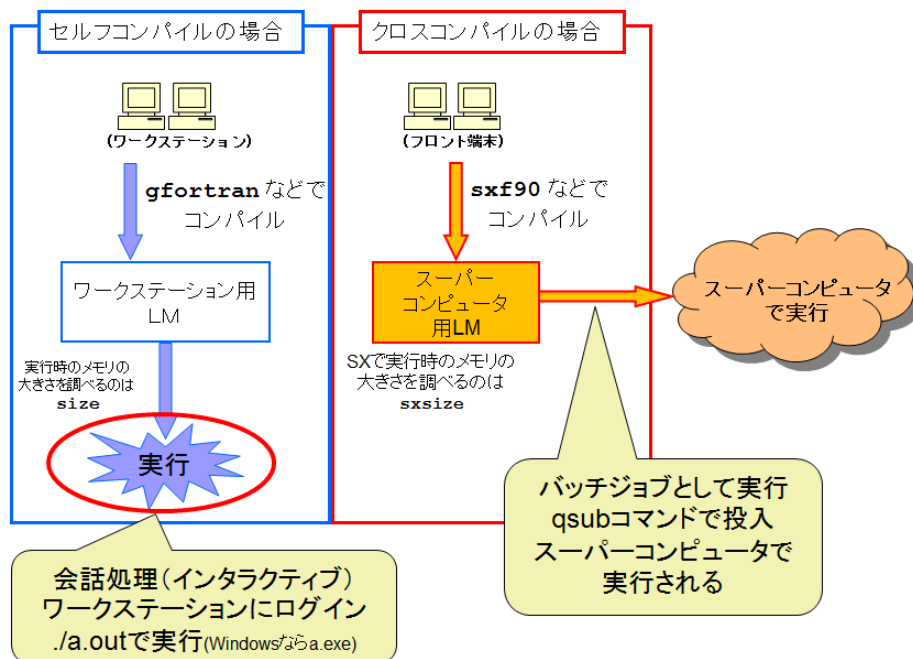 セルフコンパイルの場合
(ワークステーション)
gfortran などで
コンパイル
ワークステーション用
LM
実行時のメモリの
大きさを調べるのは
size
実行
会話処理(インタラクティブ)
ワークステーションにログイン
./a.outで実行(Windowsならa.exe)
クロスコンパイルの場合
(フロント端末)
sxf90 などで
コンパイル
スーパー
コンピュータ
用LM
SXで実行時のメモリの
大きさを調べるのは
sxsize
スーパーコンピュータ
で実行
バッチジョブとして実行
qsubコマンドで投入
スーパーコンピュータで
実行される